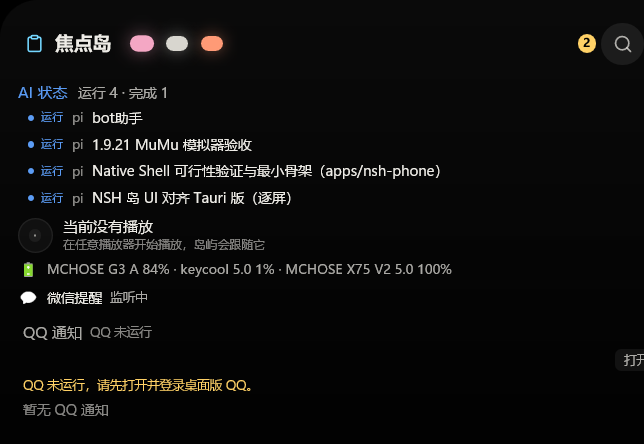 焦点岛
2
AI 状态 运行 4 · 完成 1
运行 pi bot助手
运行 pi 1.9.21 MuMu 模拟器验收
运行 pi Native Shell 可行性验证与最小骨架（apps/nsh-phone）
运行 pi NSH 岛 UI 对齐 Tauri 版（逐屏）
当前没有播放
在任意播放器开始播放，岛屿会跟随它
MCHOSE G3 A 84% · keycool 5.0 1% · MCHOSE X75 V2 5.0 100%
微信提醒 监听中
QQ 通知 QQ 未运行
打开
QQ 未运行，请先打开并登录桌面版 QQ。
暂无 QQ 通知